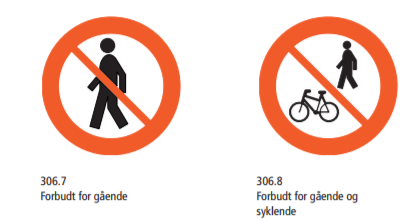 306.7
Forbudt for gående
306.8
Forbudt for gående og
syklende